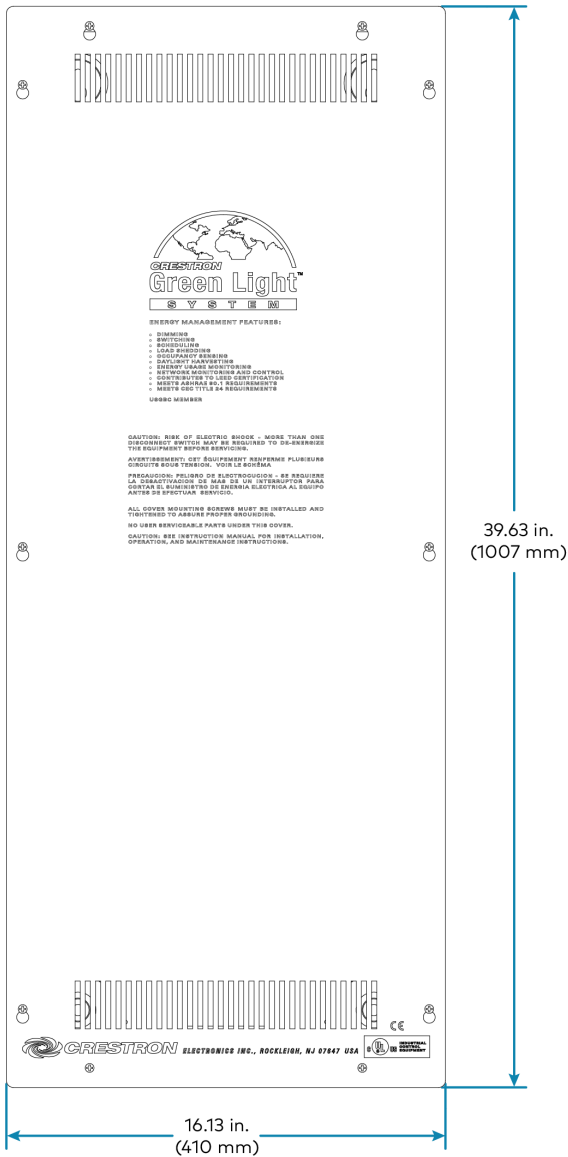 CRESTRON
Green Light™
SYSTEM
ENERGY MANAGEMENT FEATURES:
o DIMMING
o SWITCHING
o SCHEDULING
o LOAD SHEDDING
o OCCUPANCY SENSING
o DAYLIGHT HARVESTING
o ENERGY USAGE MONITORING
o NETWORK MONITORING AND CONTROL
o CONTRIBUTES TO LEED CERTIFICATION
o MEETS ASHRAE 90.1 REQUIREMENTS
o MEETS CEC TITLE 24 REQUIREMENTS
USGBC MEMBER
CAUTION: RISK OF ELECTRIC SHOCK - MORE THAN ONE
DISCONNECT SWITCH MAY BE REQUIRED TO DE-ENERGIZE
THE EQUIPMENT BEFORE SERVICING.
AVERTISSEMENT: CET ÉQUIPEMENT RENFERME PLUSIEURS
CIRCUITS SOUS TENSION. VOIR LE SCHÉMA
PRECAUCION: PELIGRO DE ELECTROCUCION - SE REQUIERE
LA DESACTIVACION DE MAS DE UN INTERRUPTOR PARA
CORTAR EL SUMINISTRO DE ENERGIA ELECTRICA AL EQUIPO
ANTES DE EFECTUAR SERVICIO.
ALL COVER MOUNTING SCREWS MUST BE INSTALLED AND
TIGHTENED TO ASSURE PROPER GROUNDING.
NO USER SERVICEABLE PARTS UNDER THIS COVER.
CAUTION: SEE INSTRUCTION MANUAL FOR INSTALLATION,
OPERATION, AND MAINTENANCE INSTRUCTIONS.
39.63 in.
(1007 mm)
CE
CRESTRON ELECTRONICS INC., ROCKLEIGH, NJ 07647 USA
C UL US INDUSTRIAL
CONTROL
EQUIPMENT
16.13 in.
(410 mm)